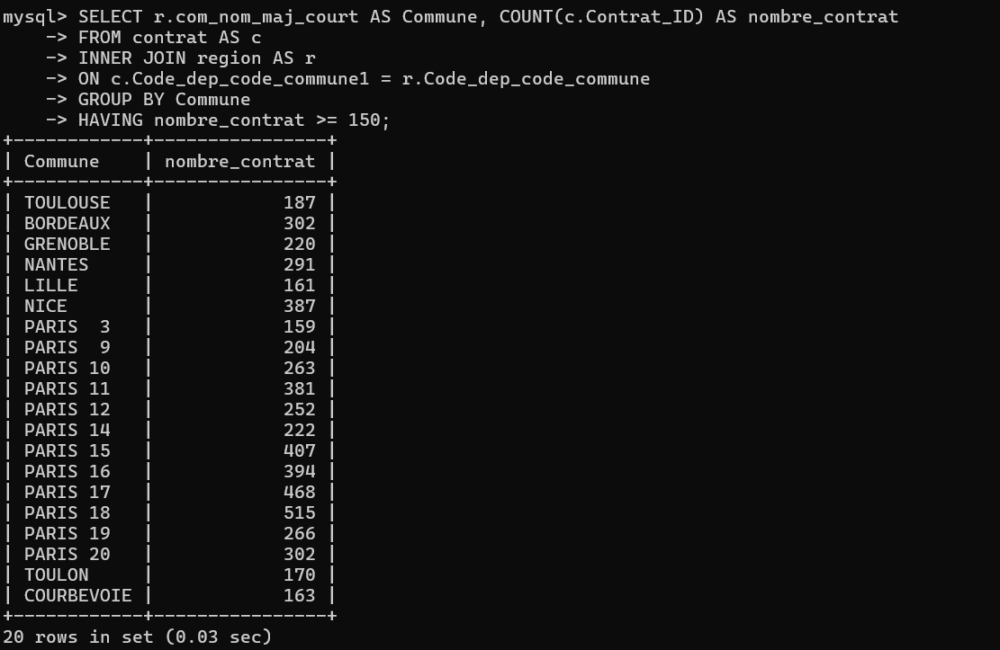 mysql> SELECT r.com_nom_maj_court AS Commune, COUNT(c.Contrat_ID) AS nombre_contrat
    -> FROM contrat AS c
    -> INNER JOIN region AS r
    -> ON c.Code_dep_code_commune1 = r.Code_dep_code_commune
    -> GROUP BY Commune
    -> HAVING nombre_contrat >= 150;
+------------+----------------+
| Commune    | nombre_contrat |
+------------+----------------+
| TOULOUSE   |            187 |
| BORDEAUX   |            302 |
| GRENOBLE   |            220 |
| NANTES     |            291 |
| LILLE      |            161 |
| NICE       |            387 |
| PARIS  3   |            159 |
| PARIS  9   |            204 |
| PARIS 10   |            263 |
| PARIS 11   |            381 |
| PARIS 12   |            252 |
| PARIS 14   |            222 |
| PARIS 15   |            407 |
| PARIS 16   |            394 |
| PARIS 17   |            468 |
| PARIS 18   |            515 |
| PARIS 19   |            266 |
| PARIS 20   |            302 |
| TOULON     |            170 |
| COURBEVOIE |            163 |
+------------+----------------+
20 rows in set (0.03 sec)